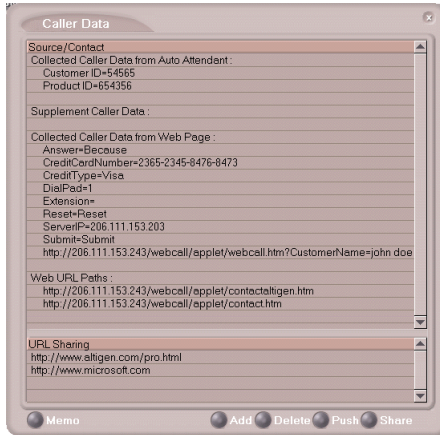 Caller Data
Source/Contact
Collected Caller Data from Auto Attendant :
Customer ID=54565
Product ID=654356
Supplement Caller Data :
Collected Caller Data from Web Page :
Answer=Because
CreditCardNumber=2365-2345-8476-8473
CreditType=Visa
DialPad=1
Extension=
Reset=Reset
ServerIP=206.111.153.203
Submit=Submit
http://206.111.153.243/webcall/applet/webcall.htm?CustomerName=john doe
Web URL Paths :
http://206.111.153.243/webcall/applet/contactaltigen.htm
http://206.111.153.243/webcall/applet/contact.htm
URL Sharing
http://www.altigen.com/pro.html
http://www.microsoft.com
Memo Add Delete Push Share